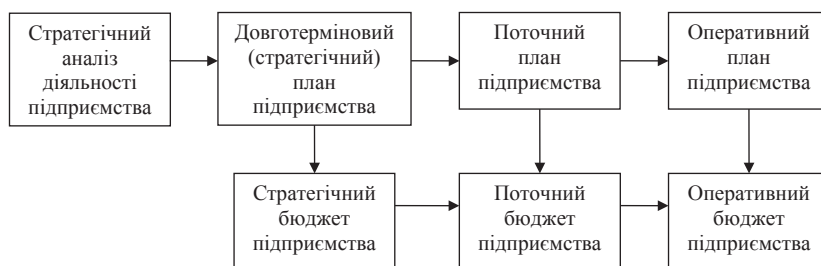 Стратегічний
аналіз
діяльності
підприємства
Довготерміновий
(стратегічний)
план
підприємства
Поточний
план
підприємства
Оперативний
план
підприємства
Стратегічний
бюджет
підприємства
Поточний
бюджет
підприємства
Оперативний
бюджет
підприємства